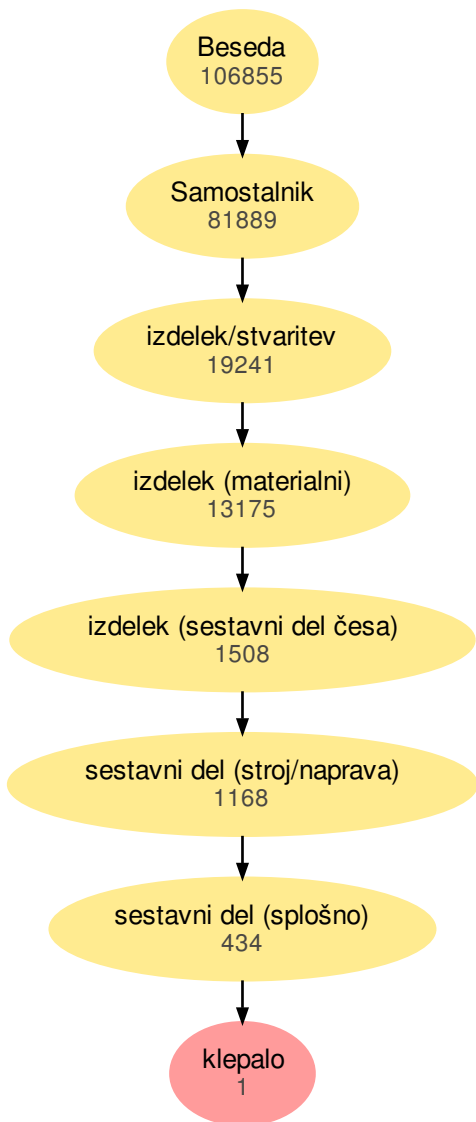 Beseda
106855
Samostalnik
81889
izdelek/stvaritev
19241
izdelek (materialni)
13175
izdelek (sestavni del česa)
1508
sestavni del (stroj/naprava)
1168
sestavni del (splošno)
434
klepalo
1